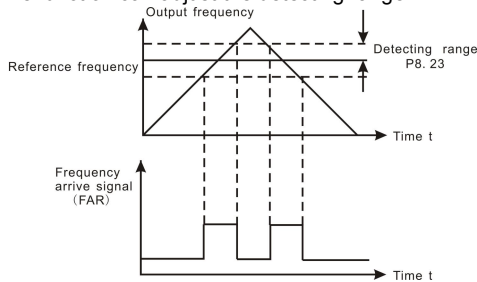 Output frequency
Detecting range
P8. 23
Reference frequency
Time t
Frequency
arrive signal
(FAR)
Time t